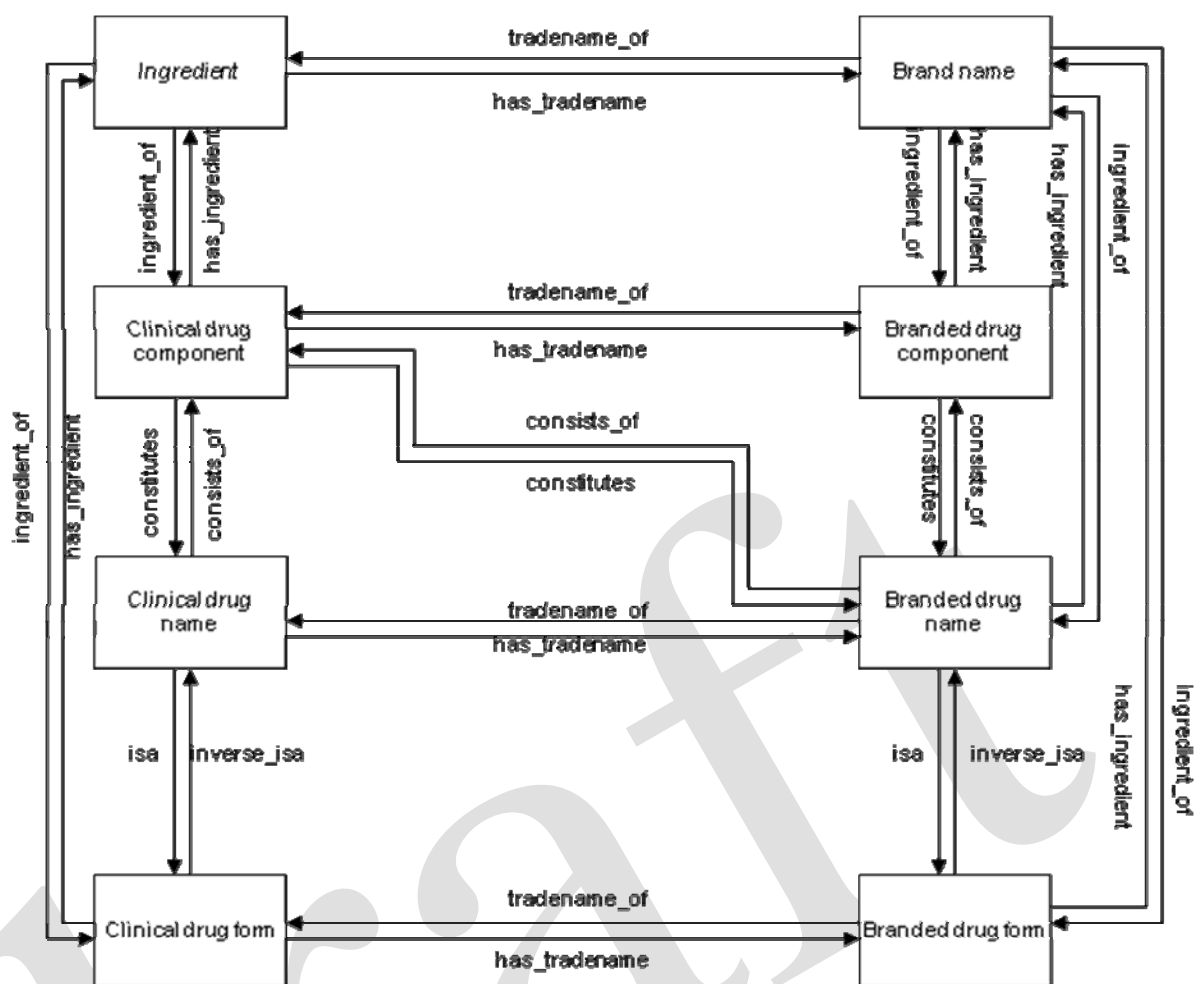 tradename_of
Ingredient
Brand name
has_tradename
ingredient_of
has_ingredient
ingredient_of
has_ingredient
has_ingredient
ingredient_of
tradename_of
Clinical drug
component
Branded drug
component
has_tradename
consists_of
constitutes
constitutes
consists_of
constitutes
consists_of
ingredient_of
has_ingredient
Clinical drug
name
Branded drug
name
tradename_of
has_tradename
isa
inverse_isa
isa
inverse_isa
has_ingredient
ingredient_of
tradename_of
Clinical drug form
Branded drug form
has_tradename
raft